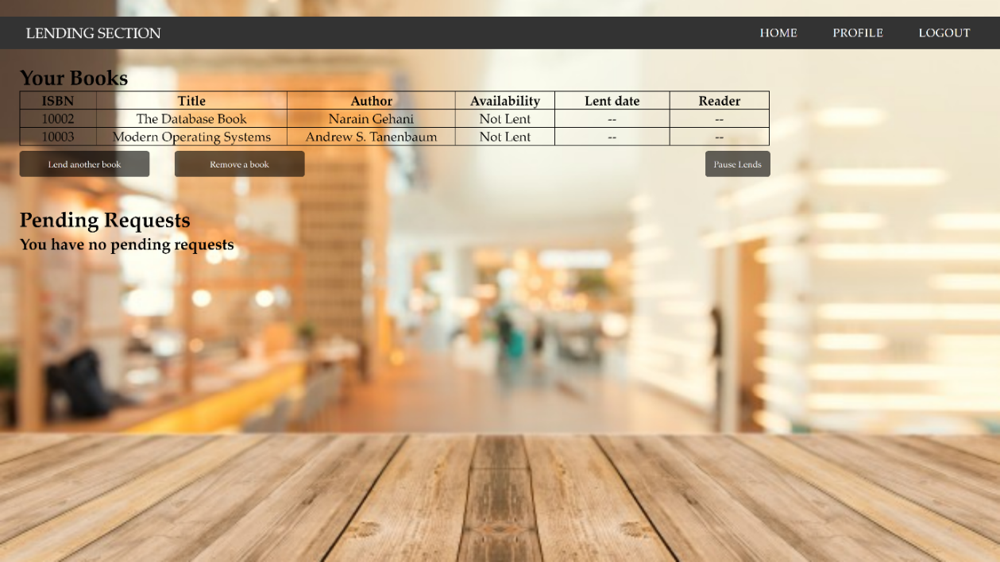 LENDING SECTION HOME PROFILE LOGOUT
Your Books
ISBN Title Author Availability Lent date Reader
10002 The Database Book Narain Gehani Not Lent -- --
10003 Modern Operating Systems Andrew S. Tanenbaum Not Lent -- --
Lend another book Remove a book Pause Lends
Pending Requests
You have no pending requests